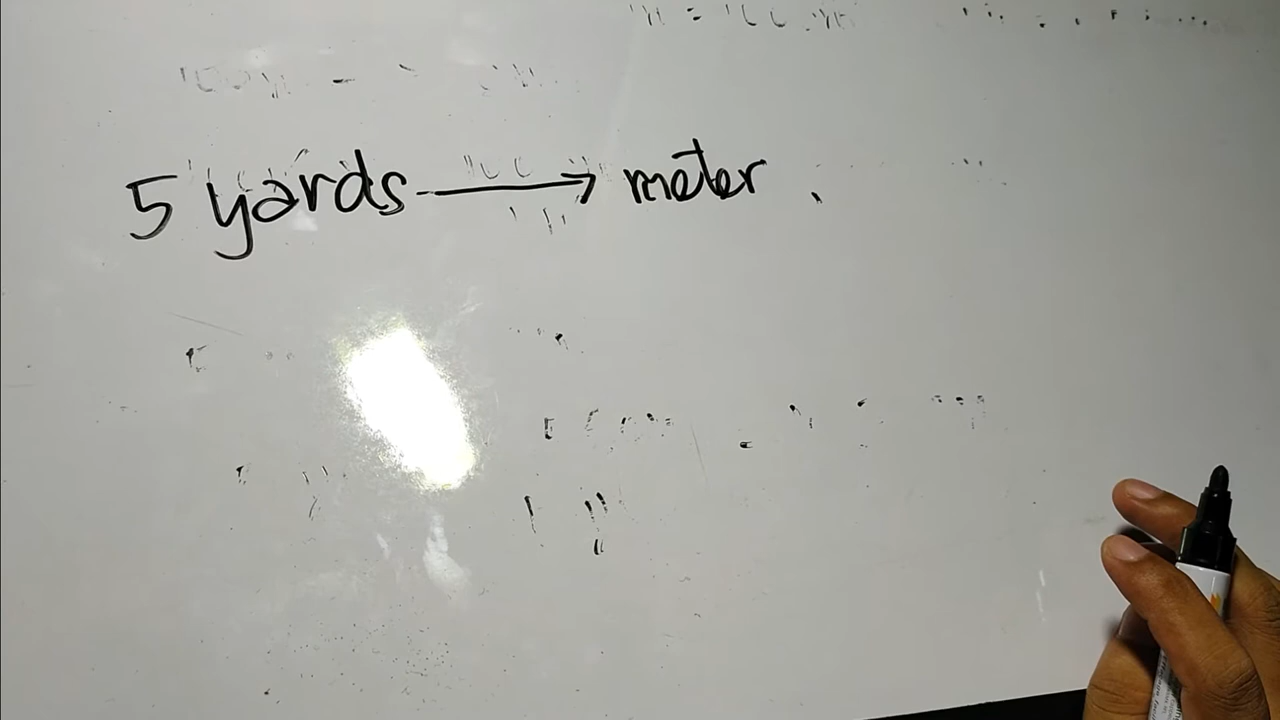 5 yards → meter .